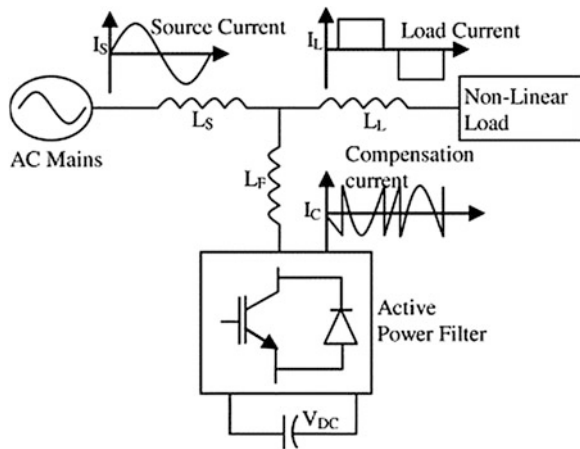 I_S
Source Current
I_L
Load Current
L_S
L_L
Non-Linear
Load
AC Mains
L_F
Compensation
current
I_C
Active
Power Filter
V_DC